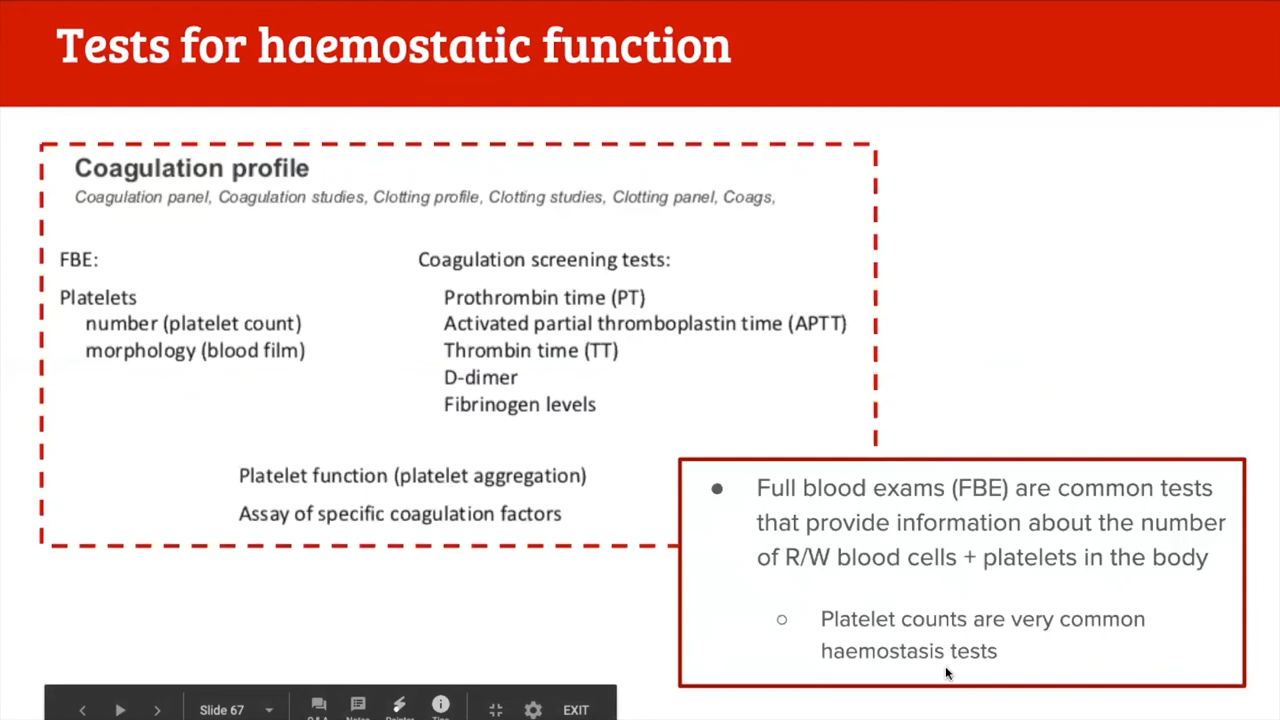 Tests for haemostatic function
Coagulation profile
Coagulation panel, Coagulation studies, Clotting profile, Clotting studies, Clotting panel, Coags,
FBE:
Platelets
number (platelet count)
morphology (blood film)
Coagulation screening tests:
Prothrombin time (PT)
Activated partial thromboplastin time (APTT)
Thrombin time (TT)
D-dimer
Fibrinogen levels
Platelet function (platelet aggregation)
Assay of specific coagulation factors
● Full blood exams (FBE) are common tests
that provide information about the number
of R/W blood cells + platelets in the body
○ Platelet counts are very common
haemostasis tests
Slide 67
EXIT